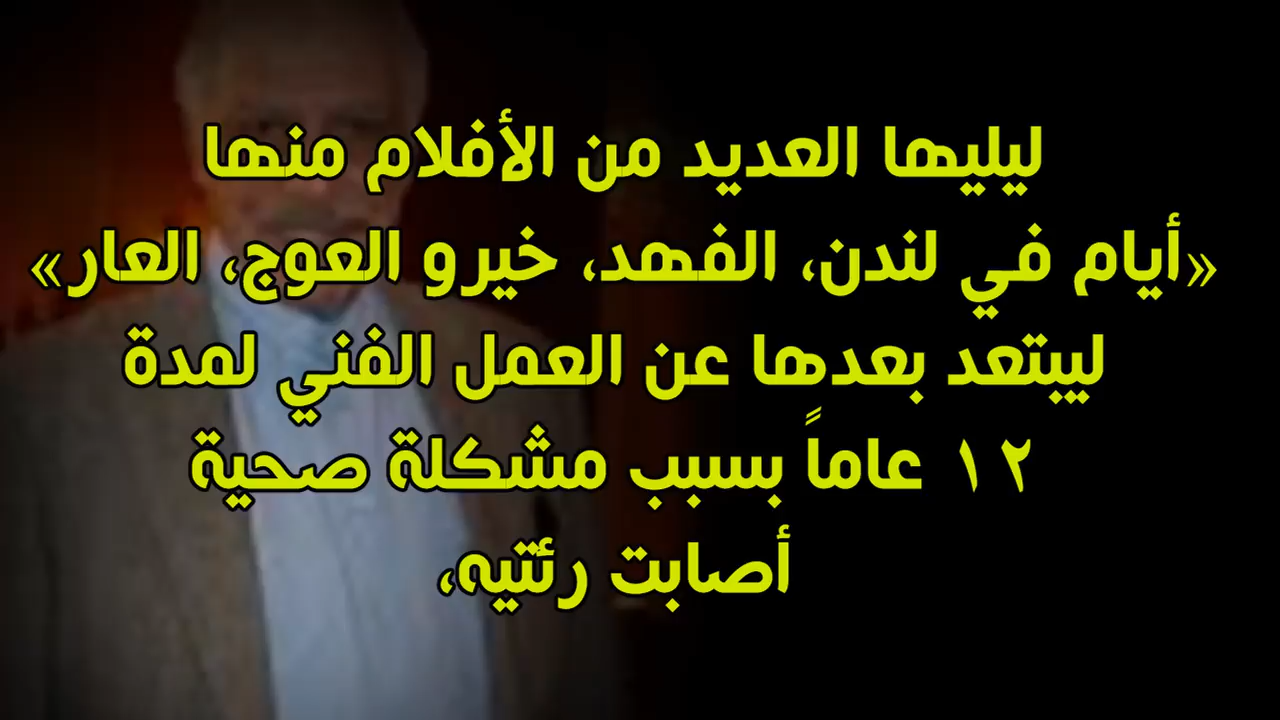 ليليها العديد من الأفلام منها
«أيام في لندن، الفهد، خيرو العوج، العار»
ليبتعد بعدها عن العمل الفني لمدة
١٢ عاماً بسبب مشكلة صحية
أصابت رئتيه،